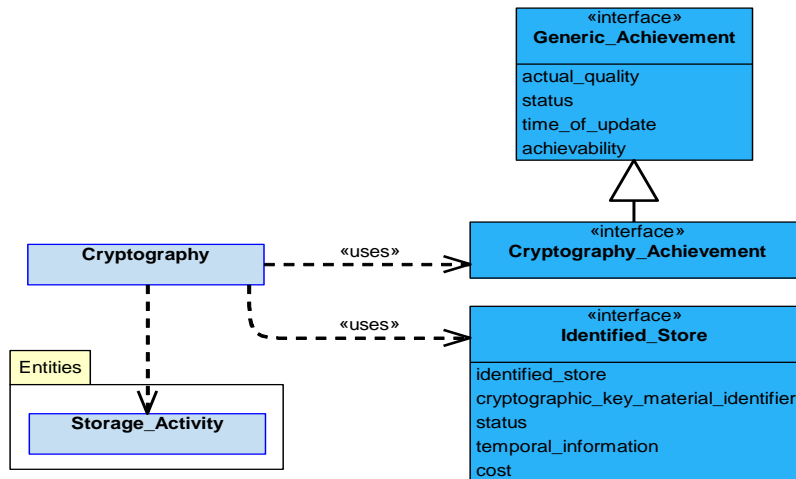 «interface»
Generic_Achievement
actual_quality
status
time_of_update
achievability
«interface»
Cryptography_Achievement
Cryptography
«uses»
«uses»
«interface»
Identified_Store
identified_store
cryptographic_key_material_identifier
status
temporal_information
cost
Entities
Storage_Activity